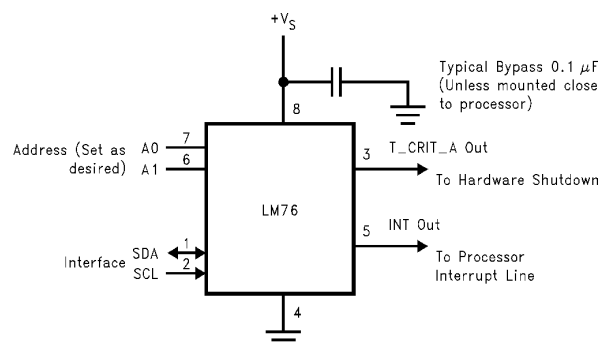 +VS
Typical Bypass 0.1 μF
(Unless mounted close
to processor)
8
Address (Set as
desired)
A0 7
A1 6
3 T_CRIT_A Out
To Hardware Shutdown
LM76
5 INT Out
To Processor
Interrupt Line
Interface
SDA 1
SCL 2
4